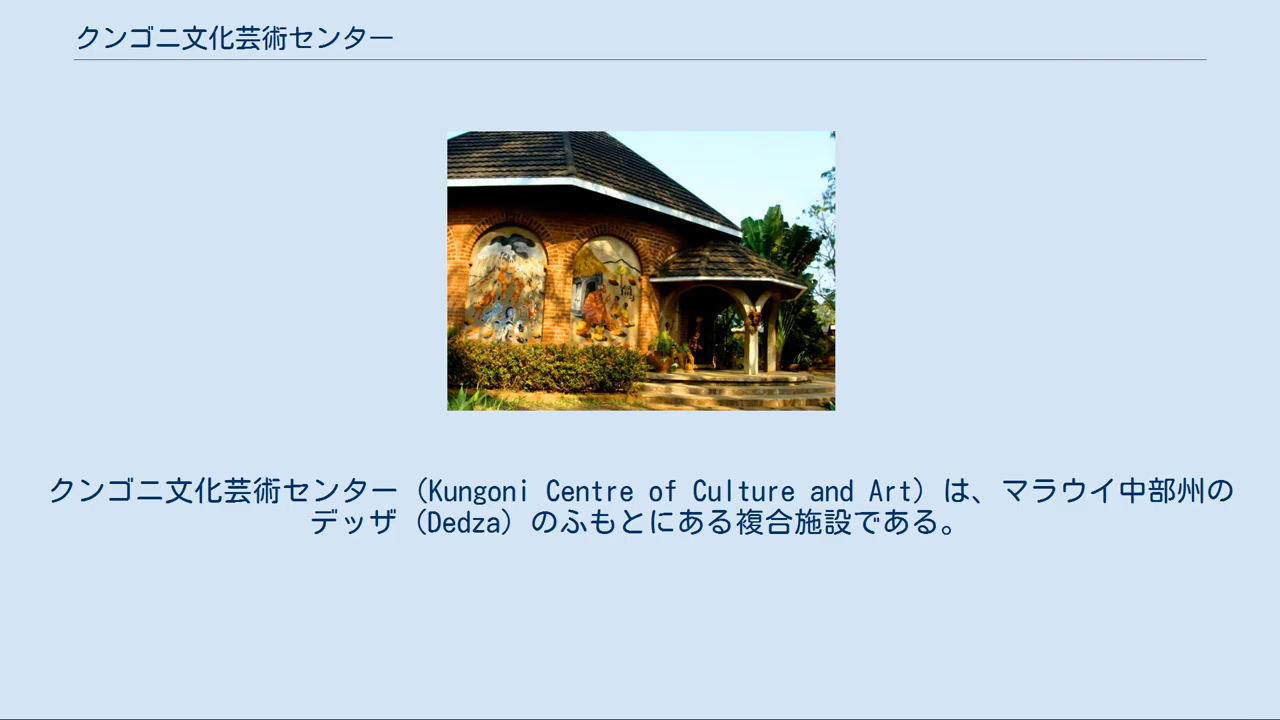 クンゴニ文化芸術センター
クンゴニ文化芸術センター（Kungoni Centre of Culture and Art）は、マラウイ中部州の
デッザ（Dedza）のふもとにある複合施設である。